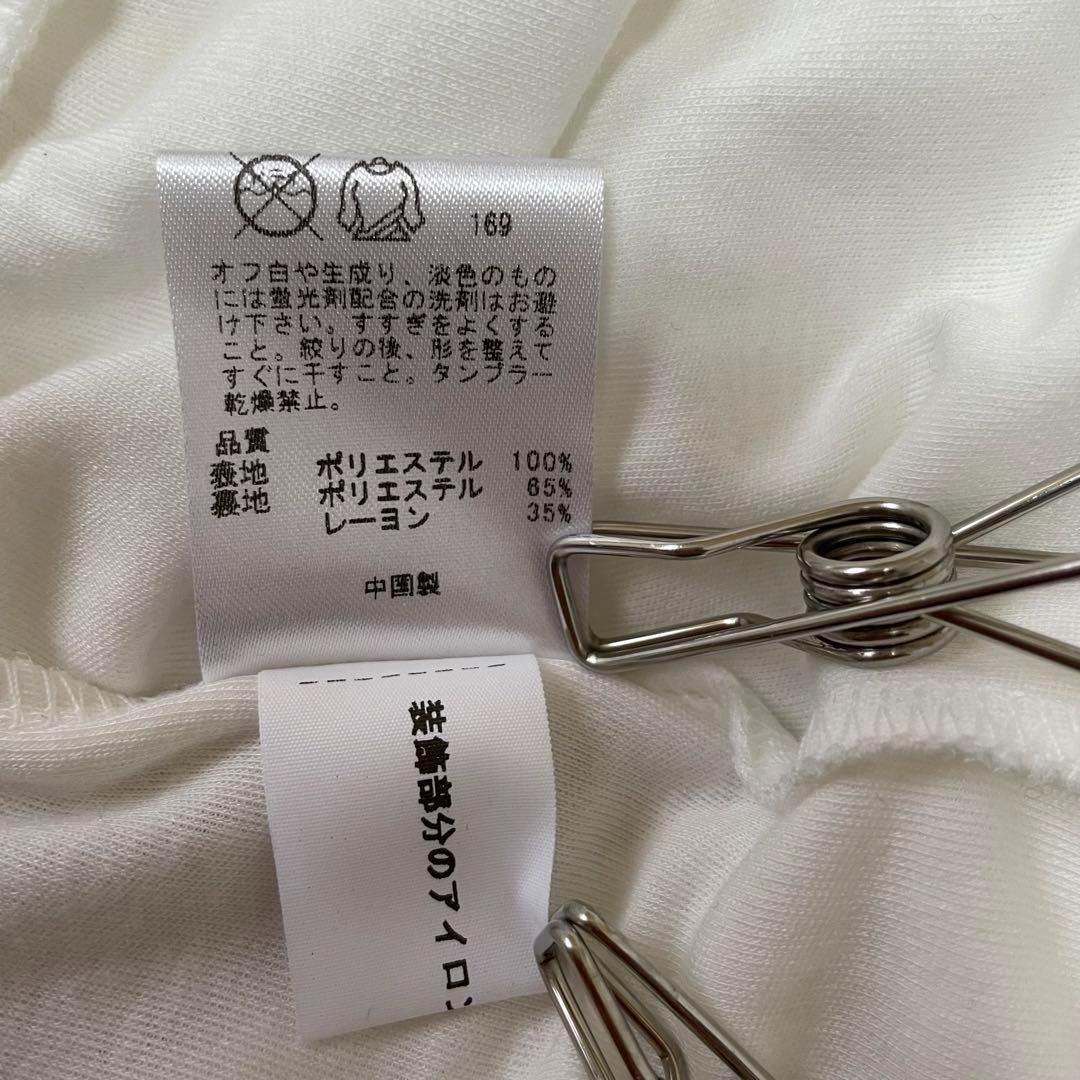 169
オフ白や生成り、淡色のもの
には蛍光剤配合の洗剤はお避
け下さい。すすぎをよくする
こと。絞りの後、形を整えて
すぐに干すこと。タンブラー
乾燥禁止。
品質
表地 ポリエステル 100%
裏地 ポリエステル 65%
レーヨン 35%
中国製
装飾部分のアイロン